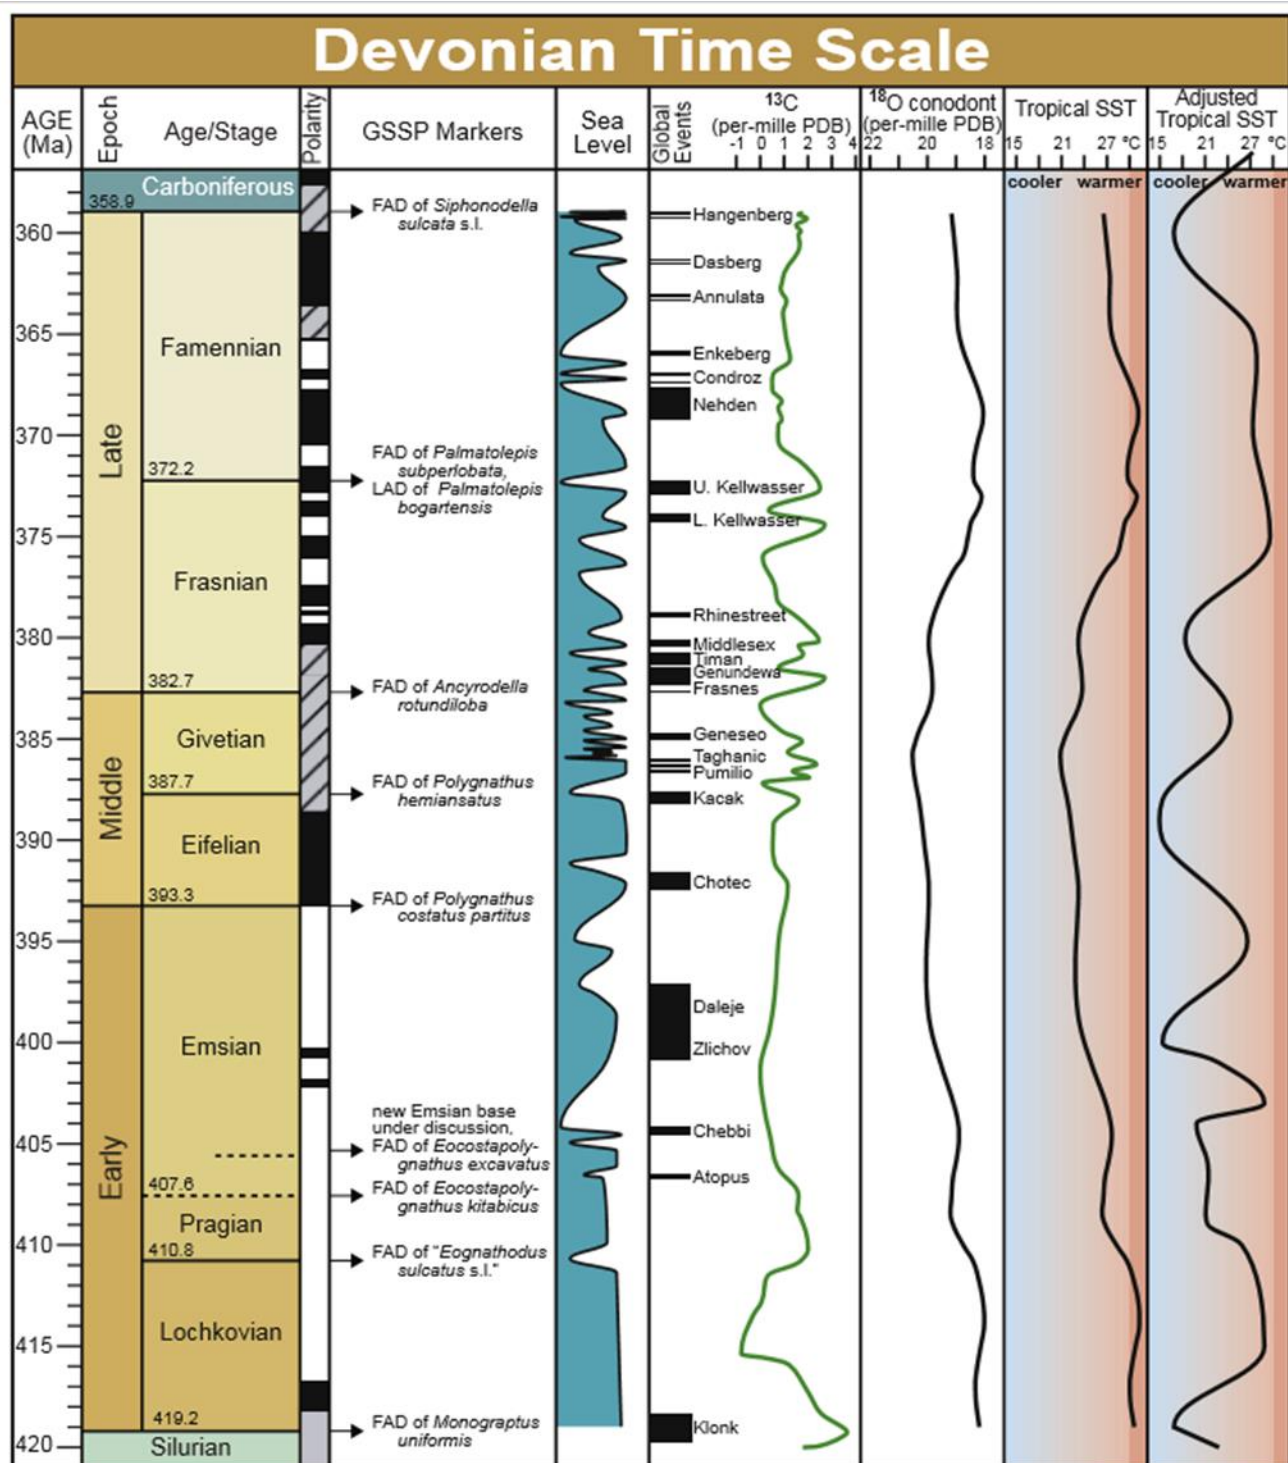 Devonian Time Scale
AGE
(Ma)
Epoch
Age/Stage
Polarity
GSSP Markers
Sea
Level
Global
Events
13C
(per-mille PDB)
-1 0 1 2 3 4
18O conodont
(per-mille PDB)
22 20 18
Tropical SST
15 21 27 ºC
cooler warmer
Adjusted
Tropical SST
15 21 27 ºC
cooler warmer
360
365
370
375
380
385
390
395
400
405
410
415
420
Late
Middle
Early
Carboniferous
358.9
Famennian
372.2
Frasnian
382.7
Givetian
387.7
Eifelian
393.3
Emsian
407.6
Pragian
410.8
Lochkovian
419.2
Silurian
FAD of Siphonodella
sulcata s.l.
FAD of Palmatolepis
subperlobata,
LAD of Palmatolepis
bogartensis
FAD of Ancyrodella
rotundiloba
FAD of Polygnathus
hemiansatus
FAD of Polygnathus
costatus partitus
new Emsian base
under discussion,
FAD of Eocostapoly-
gnathus excavatus
FAD of Eocostapoly-
gnathus kitabicus
FAD of "Eognathodus
sulcatus s.l."
FAD of Monograptus
uniformis
Hangenberg
Dasberg
Annulata
Enkeberg
Condroz
Nehden
U. Kellwasser
L. Kellwasser
Rhinestreet
Middlesex
Timan
Genundewa
Frasnes
Geneseo
Taghanic
Pumilio
Kacak
Chotec
Daleje
Zlichov
Chebbi
Atopus
Klonk